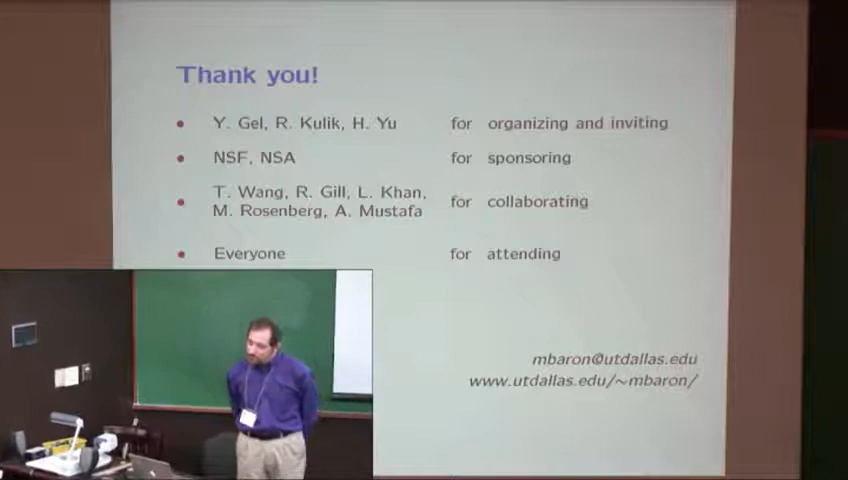 Thank you!
• Y. Gel, R. Kulik, H. Yu for organizing and inviting
• NSF, NSA for sponsoring
• T. Wang, R. Gill, L. Khan,
M. Rosenberg, A. Mustafa for collaborating
• Everyone for attending
mbaron@utdallas.edu
www.utdallas.edu/~mbaron/